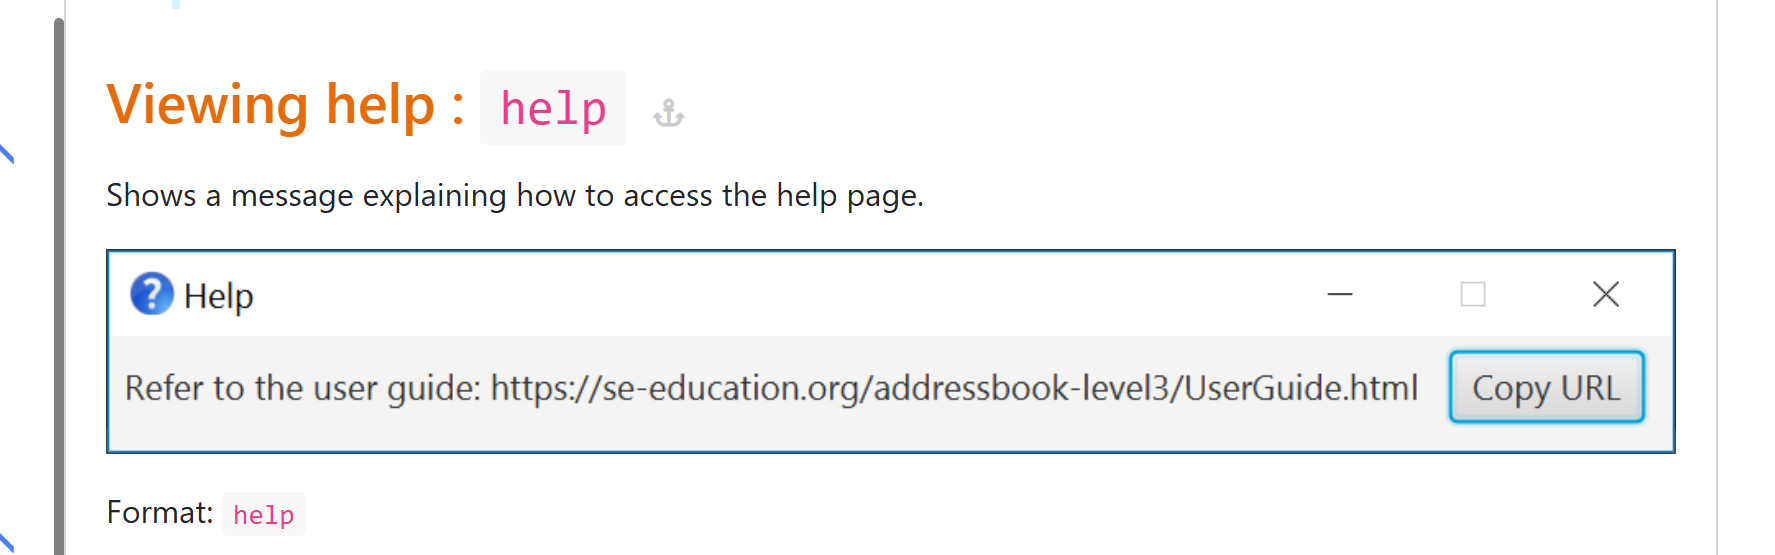 Viewing help : help
Shows a message explaining how to access the help page.
Help
Refer to the user guide: https://se-education.org/addressbook-level3/UserGuide.html Copy URL
Format: help